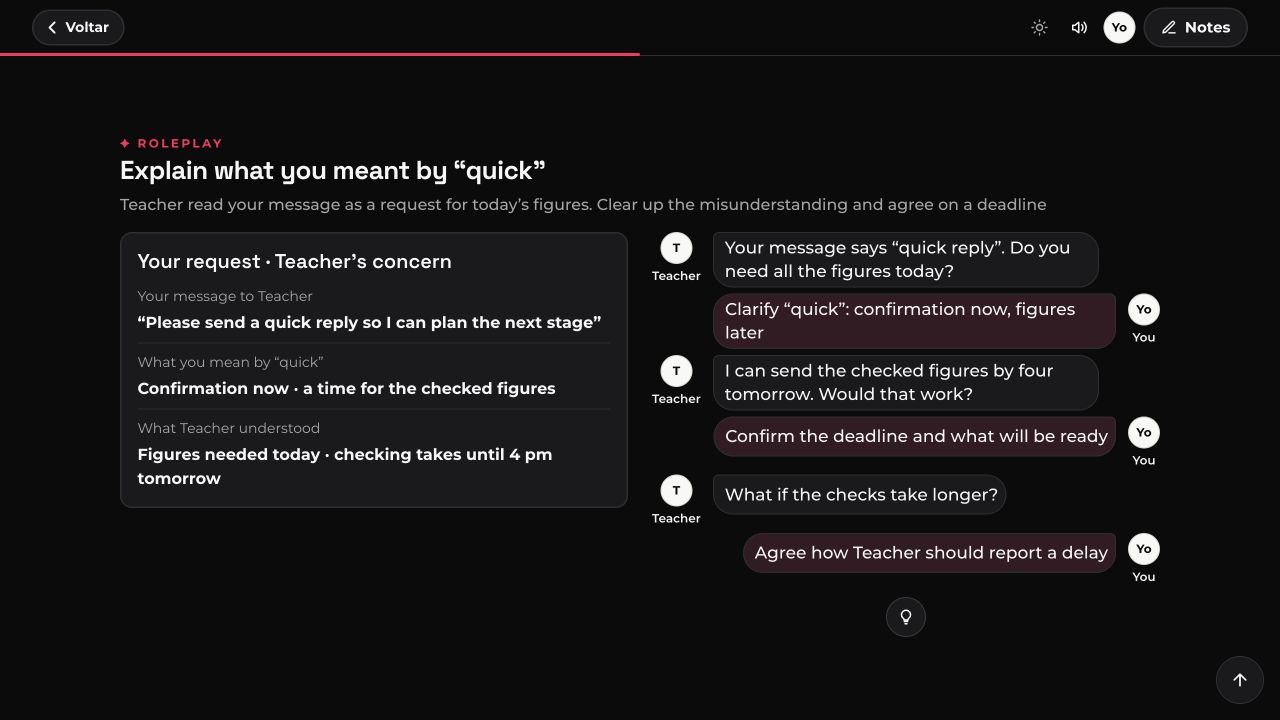 Voltar
Yo
Notes
ROLEPLAY
Explain what you meant by “quick”
Teacher read your message as a request for today’s figures. Clear up the misunderstanding and agree on a deadline
Your request · Teacher’s concern
Your message to Teacher
“Please send a quick reply so I can plan the next stage”
What you mean by “quick”
Confirmation now · a time for the checked figures
What Teacher understood
Figures needed today · checking takes until 4 pm
tomorrow
T
Teacher
Your message says “quick reply”. Do you
need all the figures today?
Clarify “quick”: confirmation now, figures
later
Yo
You
T
Teacher
I can send the checked figures by four
tomorrow. Would that work?
Confirm the deadline and what will be ready
Yo
You
T
Teacher
What if the checks take longer?
Agree how Teacher should report a delay
Yo
You